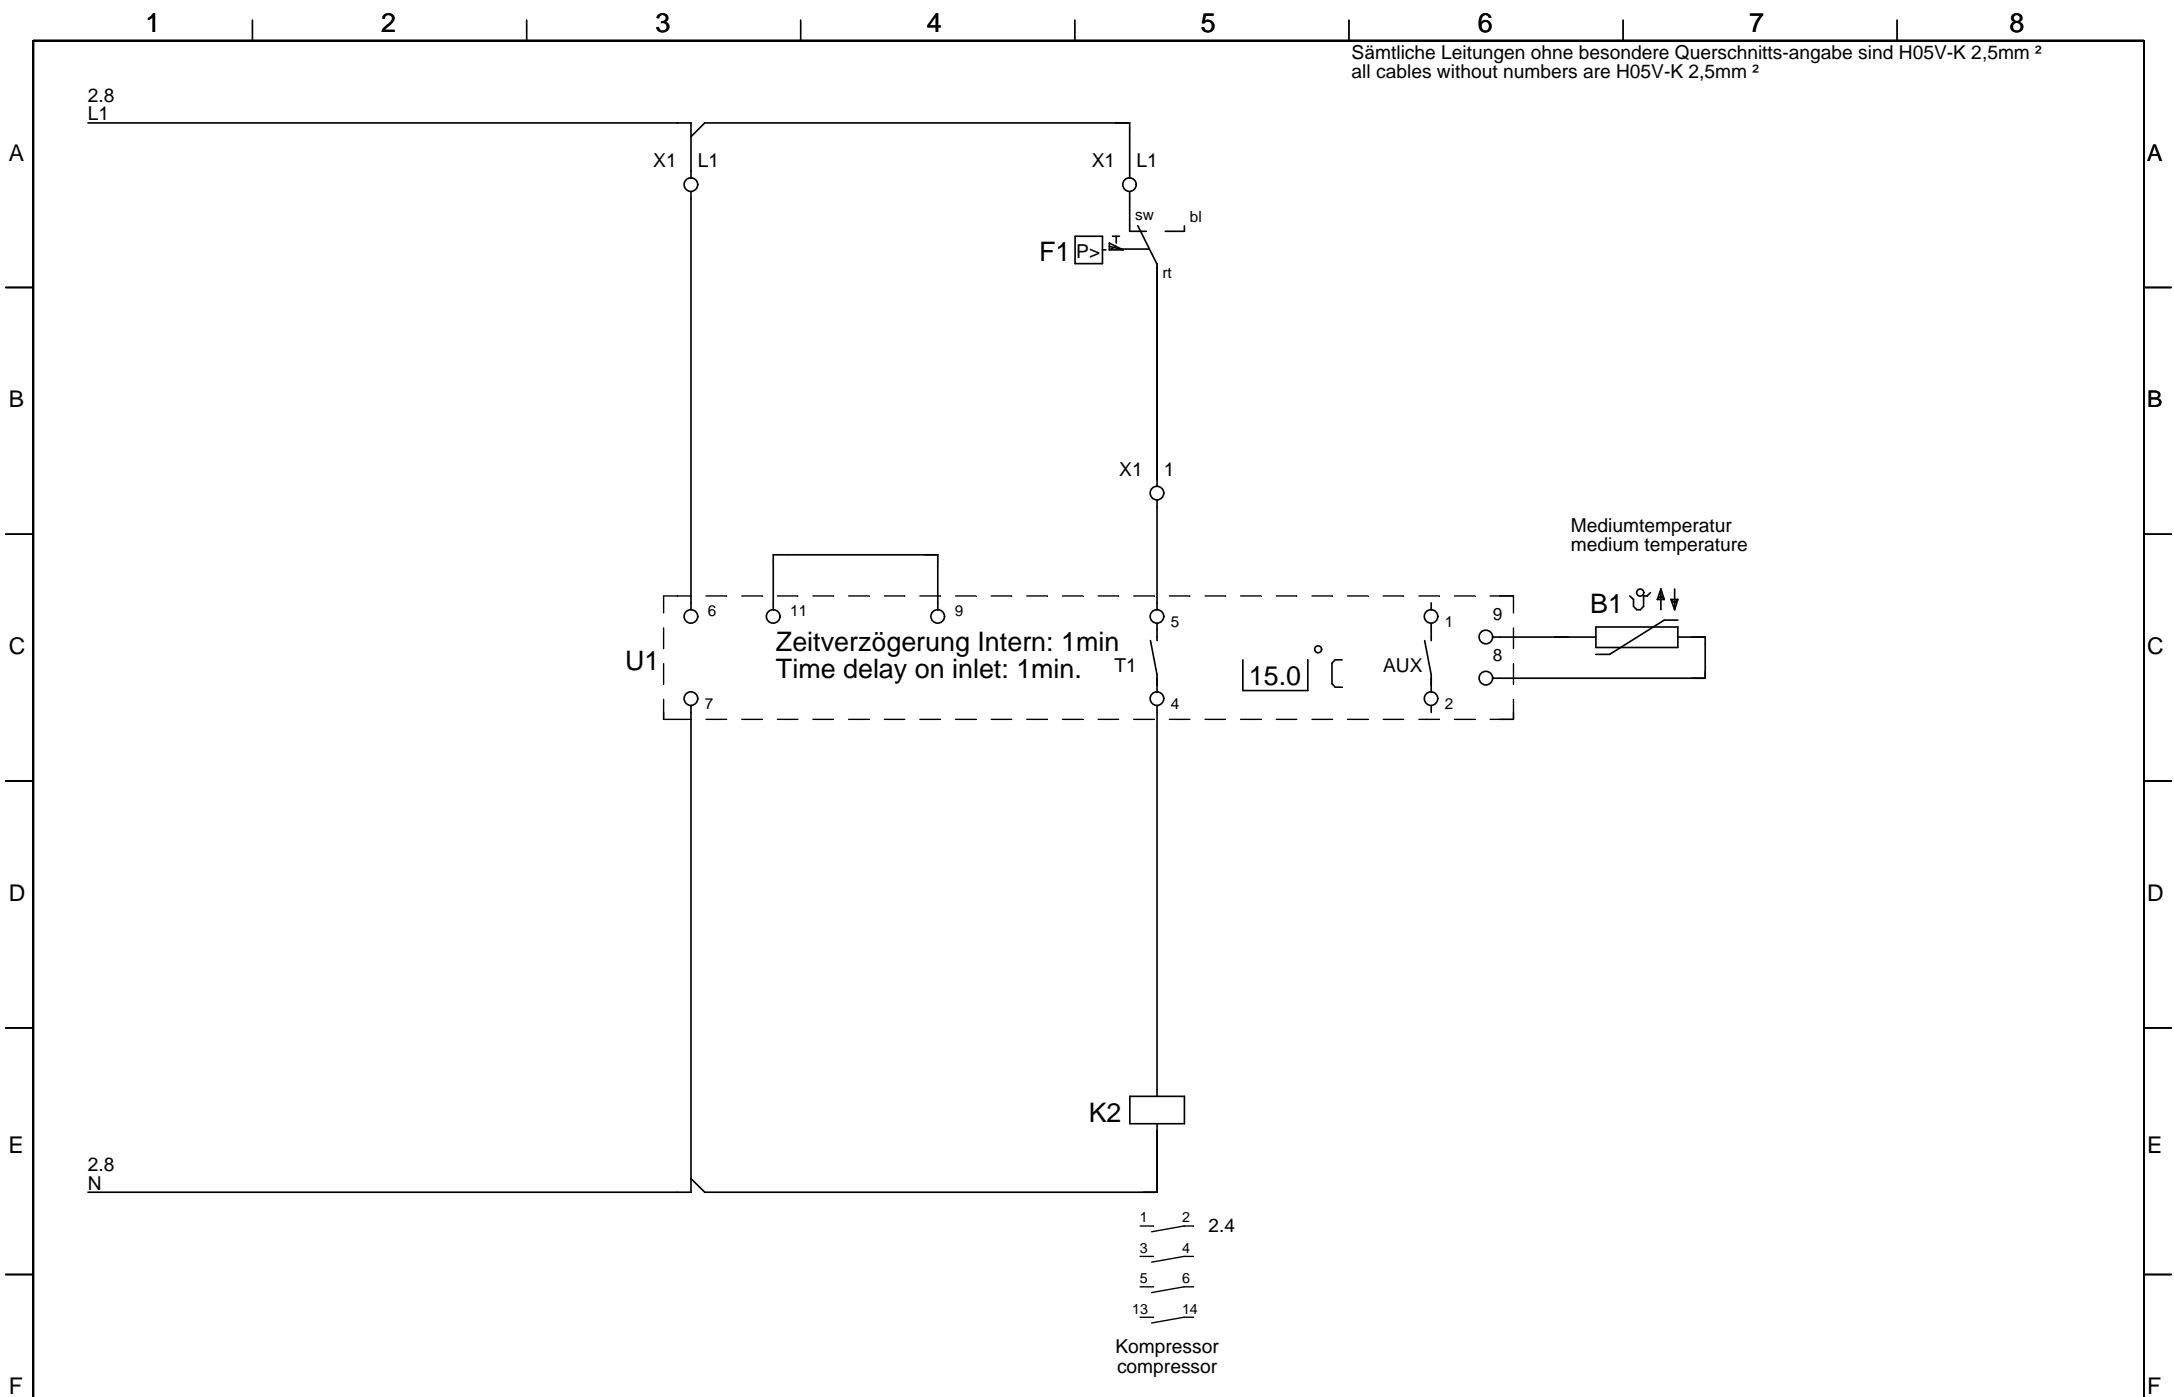 1 2 3 4 5 6 7 8
Sämtliche Leitungen ohne besondere Querschnitts-angabe sind H05V-K 2,5mm ²
all cables without numbers are H05V-K 2,5mm ²
2.8
L1
A A
X1 L1 X1 L1
sw bl
F1 P>
rt
B B
X1 1
Mediumtemperatur
medium temperature
B1
6 11 9 5 1 9
Zeitverzögerung Intern: 1min
C C
U1 8
Time delay on inlet: 1min. T1 15.0 ° C AUX
7 4 2
D D
K2
E E
2.8
N
1 2 2.4
3 4
5 6
13 14
Kompressor
compressor
F F